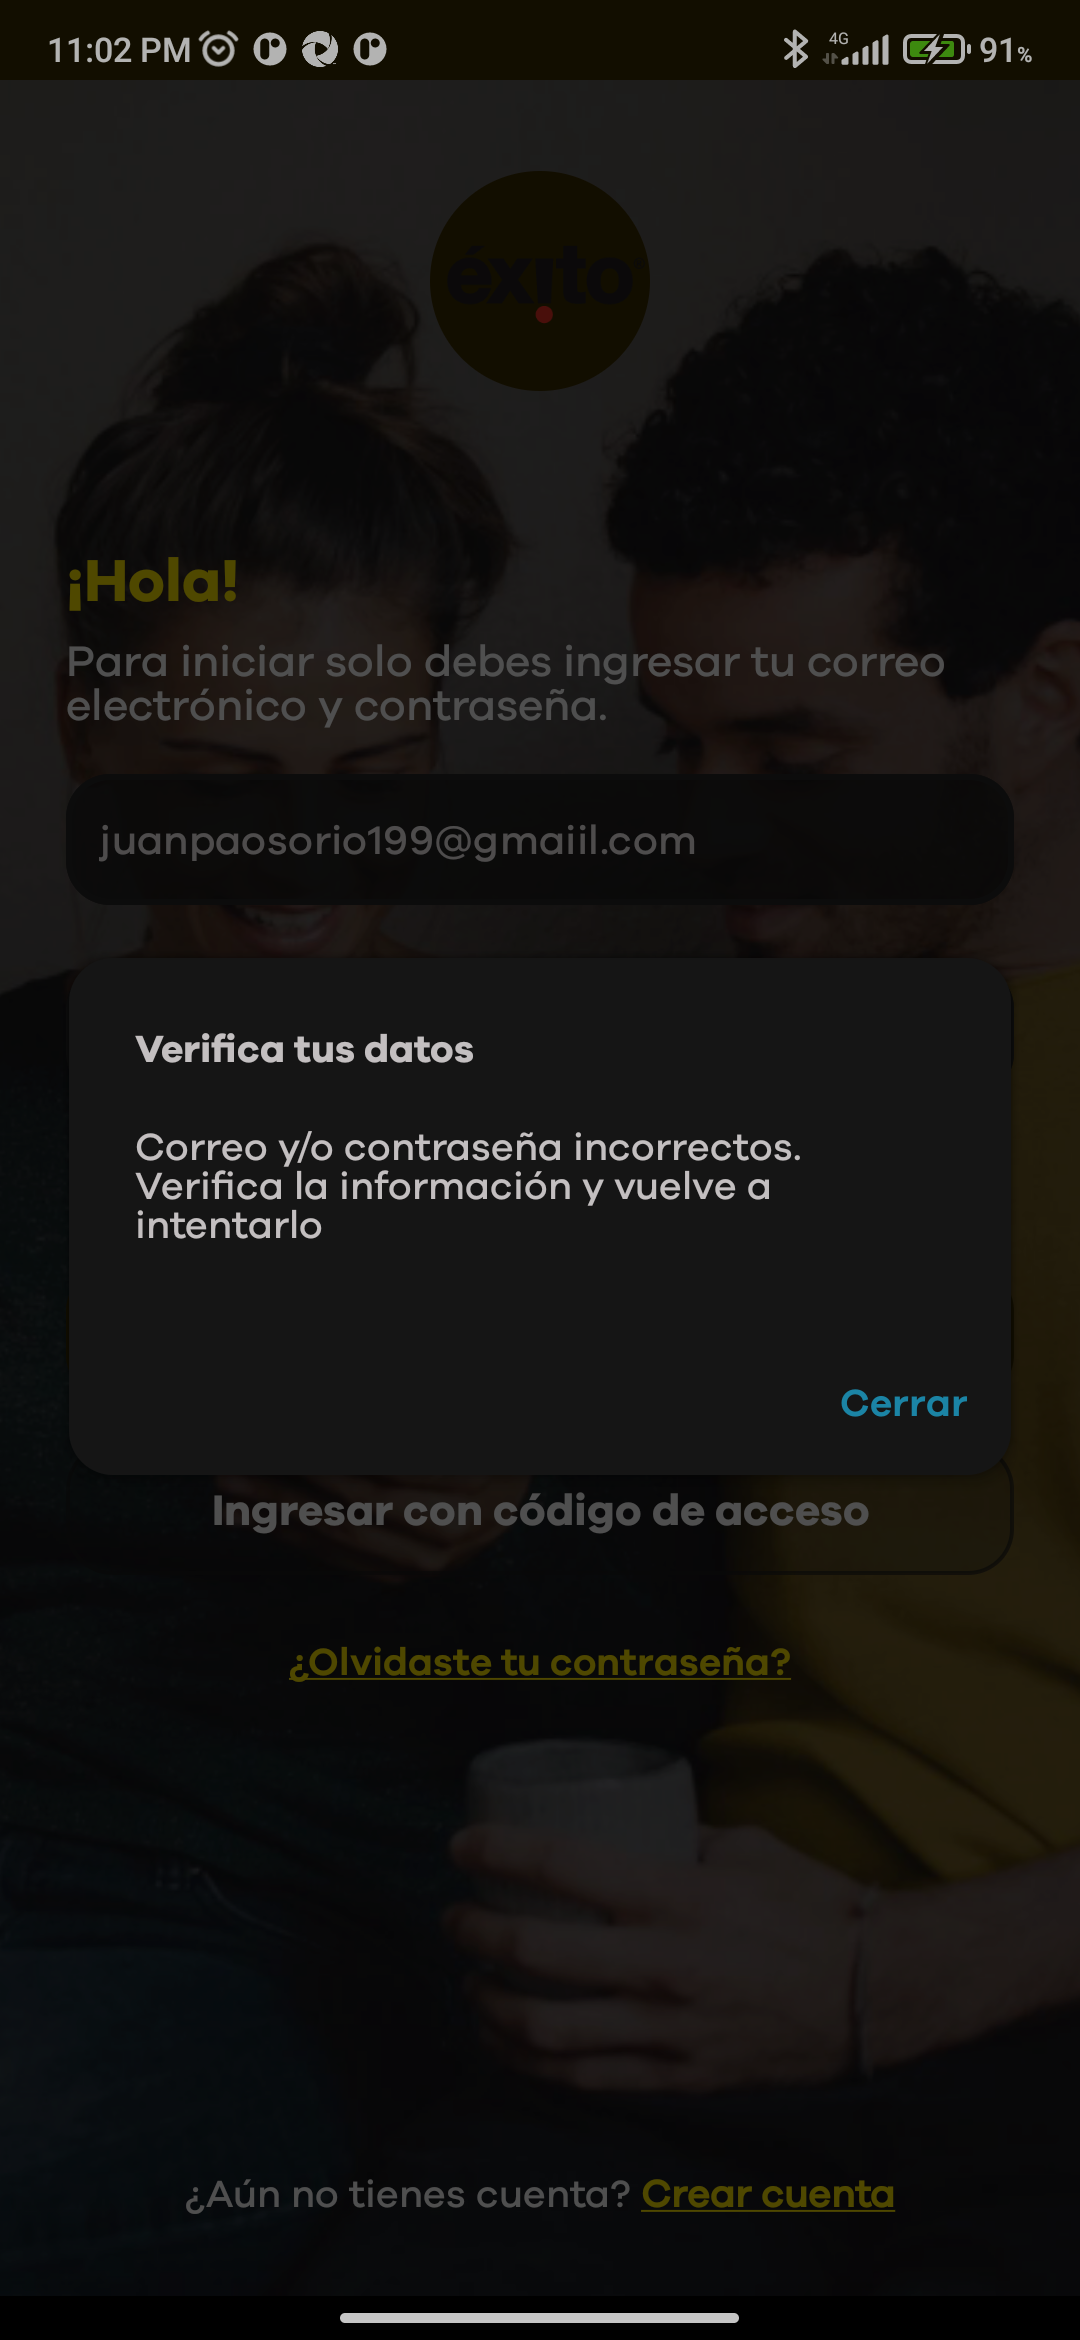 11:02 PM
4G
91%
éxito
¡Hola!
Para iniciar solo debes ingresar tu correo
electrónico y contraseña.
juanpaosorio199@gmaiil.com
Verifica tus datos
Correo y/o contraseña incorrectos.
Verifica la información y vuelve a
intentarlo
Cerrar
Ingresar con código de acceso
¿Olvidaste tu contraseña?
¿Aún no tienes cuenta? Crear cuenta